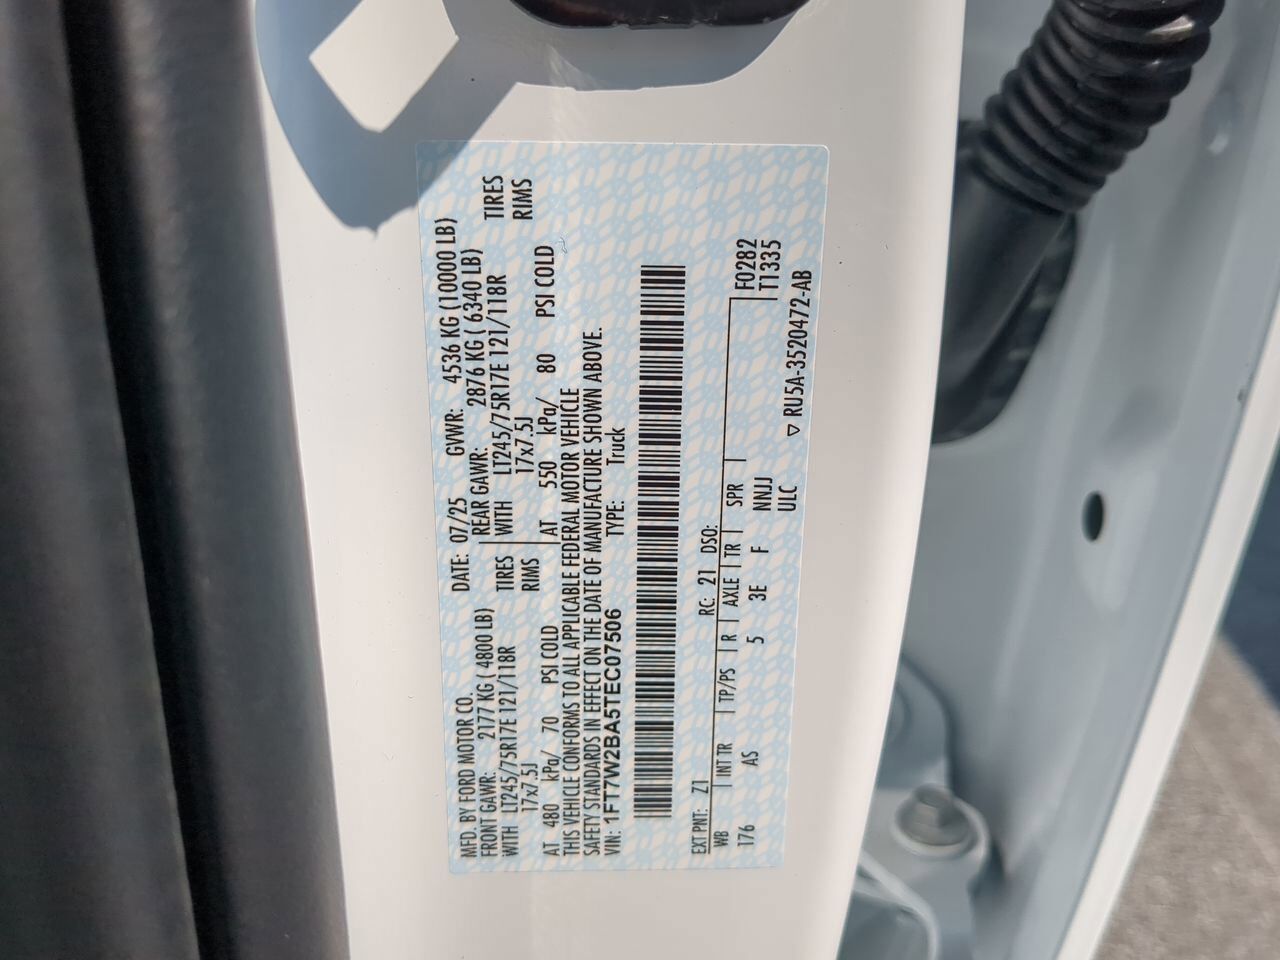 MFD. BY FORD MOTOR CO. DATE: 07/25 GVWR: 4536 KG (10000 LB)
FRONT GAWR: 2177 KG ( 4800 LB) REAR GAWR: 2876 KG ( 6340 LB)
WITH LT245/75R17E 121/118R TIRES WITH LT245/75R17E 121/118R TIRES
17x7.5J RIMS 17x7.5J RIMS
AT 480 kPa/ 70 PSI COLD AT 550 kPa/ 80 PSI COLD
THIS VEHICLE CONFORMS TO ALL APPLICABLE FEDERAL MOTOR VEHICLE
SAFETY STANDARDS IN EFFECT ON THE DATE OF MANUFACTURE SHOWN ABOVE.
VIN: 1FT7W2BA5TEC07506 TYPE: Truck
EXT PNT: Z1 RC: 21 DSO:
WB INT TR TP/PS R AXLE TR SPR F0282
176 AS 5 3E F NNJJ T1335
ULC
▽ RU5A-3520472-AB